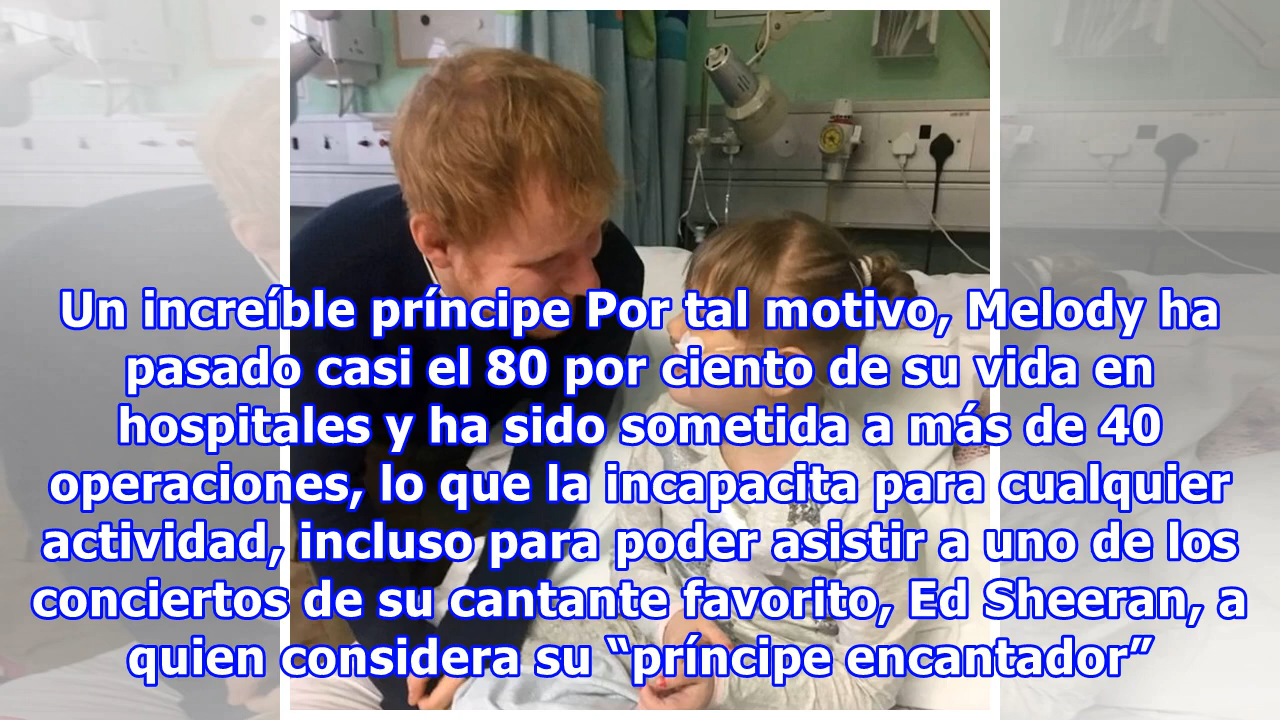 Un increíble príncipe Por tal motivo, Melody ha
pasado casi el 80 por ciento de su vida en
hospitales y ha sido sometida a más de 40
operaciones, lo que la incapacita para cualquier
actividad, incluso para poder asistir a uno de los
conciertos de su cantante favorito, Ed Sheeran, a
quien considera su “príncipe encantador”